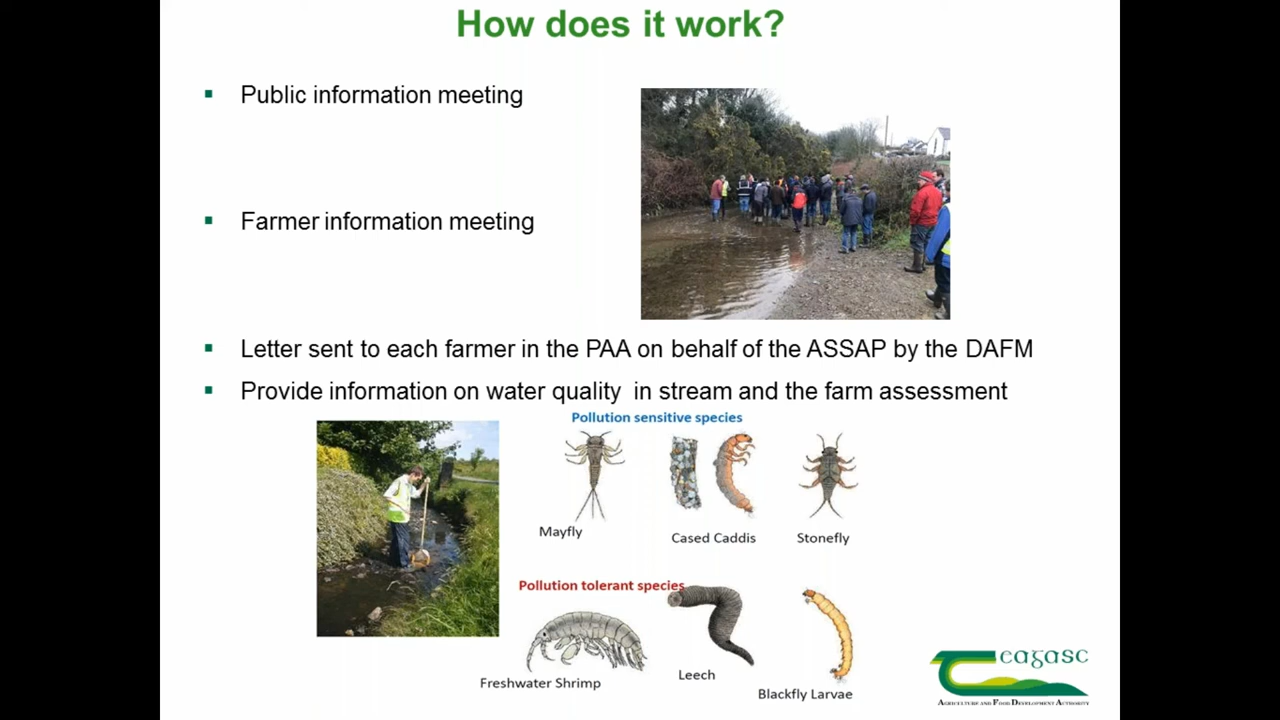 How does it work?
Public information meeting
Farmer information meeting
Letter sent to each farmer in the PAA on behalf of the ASSAP by the DAFM
Provide information on water quality in stream and the farm assessment
Pollution sensitive species
Mayfly
Cased Caddis
Stonefly
Pollution tolerant species
Freshwater Shrimp
Leech
Blackfly Larvae
eagasc
AGRICULTURE AND FOOD DEVELOPMENT AUTHORITY